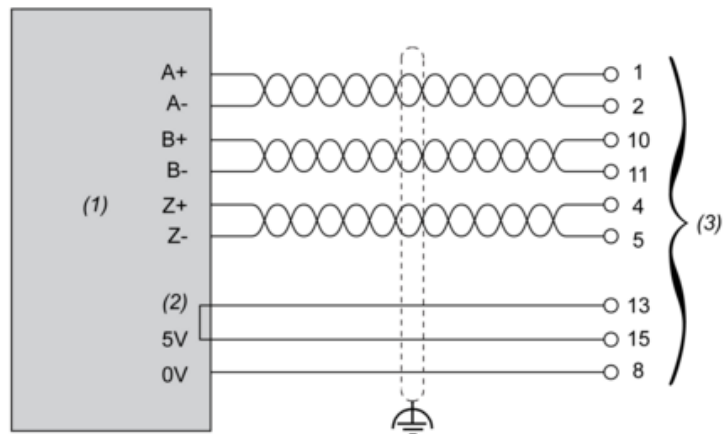 A+ 1
A- 2
B+ 10
B- 11
(1)
Z+ 4
(3)
Z- 5
(2) 13
5V 15
0V 8